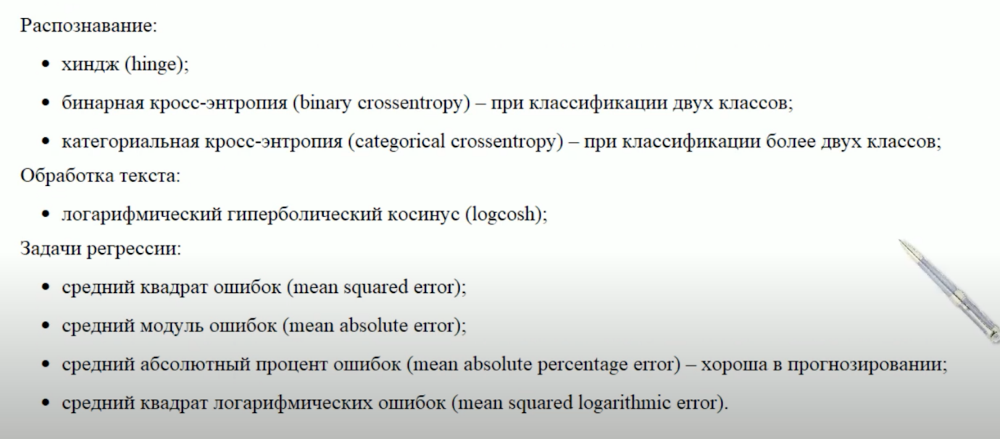 Распознавание:
• хиндж (hinge);
• бинарная кросс-энтропия (binary crossentropy) – при классификации двух классов;
• категориальная кросс-энтропия (categorical crossentropy) – при классификации более двух классов;
Обработка текста:
• логарифмический гиперболический косинус (logcosh);
Задачи регрессии:
• средний квадрат ошибок (mean squared error);
• средний модуль ошибок (mean absolute error);
• средний абсолютный процент ошибок (mean absolute percentage error) – хороша в прогнозировании;
• средний квадрат логарифмических ошибок (mean squared logarithmic error).